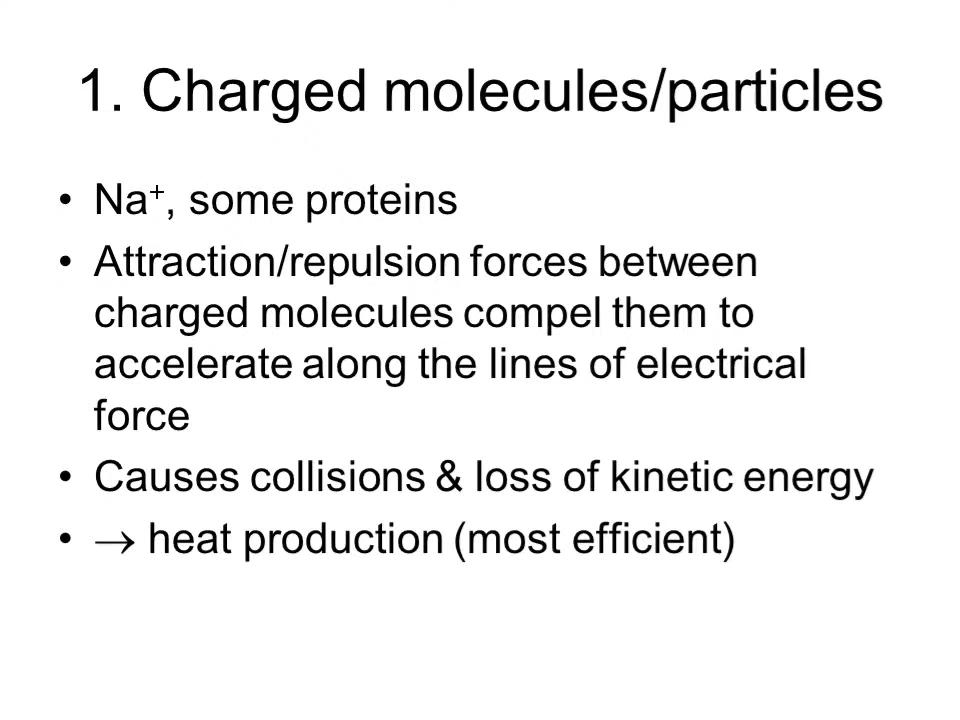 1. Charged molecules/particles
• Na⁺, some proteins
• Attraction/repulsion forces between
charged molecules compel them to
accelerate along the lines of electrical
force
• Causes collisions & loss of kinetic energy
• → heat production (most efficient)